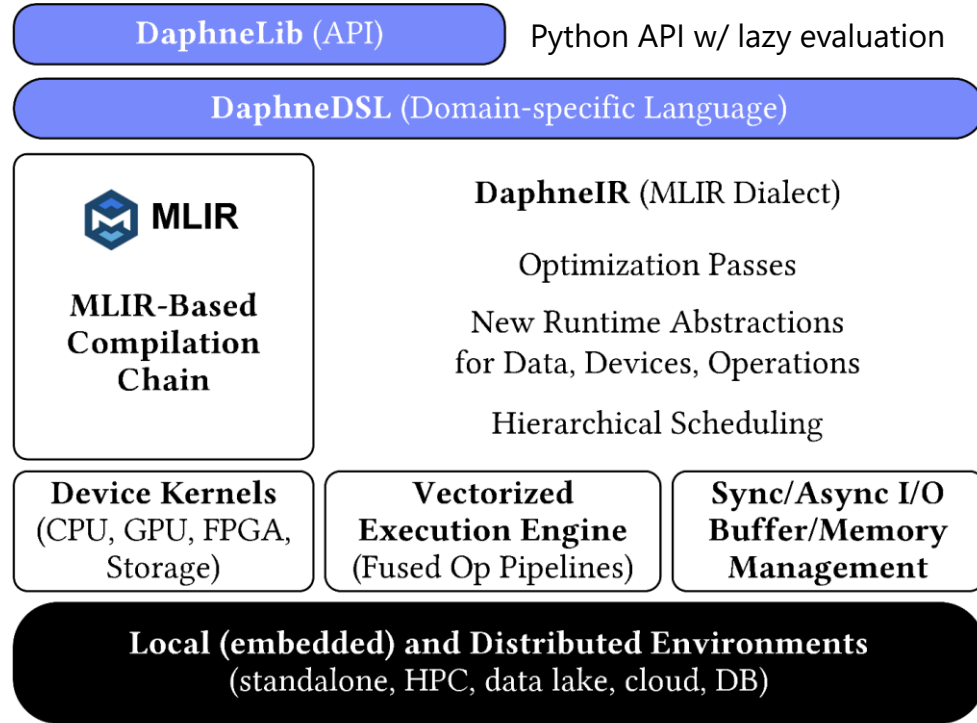 DaphneLib (API)
Python API w/ lazy evaluation
DaphneDSL (Domain-specific Language)
MLIR
MLIR-Based
Compilation
Chain
DaphneIR (MLIR Dialect)
Optimization Passes
New Runtime Abstractions
for Data, Devices, Operations
Hierarchical Scheduling
Device Kernels
(CPU, GPU, FPGA,
Storage)
Vectorized
Execution Engine
(Fused Op Pipelines)
Sync/Async I/O
Buffer/Memory
Management
Local (embedded) and Distributed Environments
(standalone, HPC, data lake, cloud, DB)